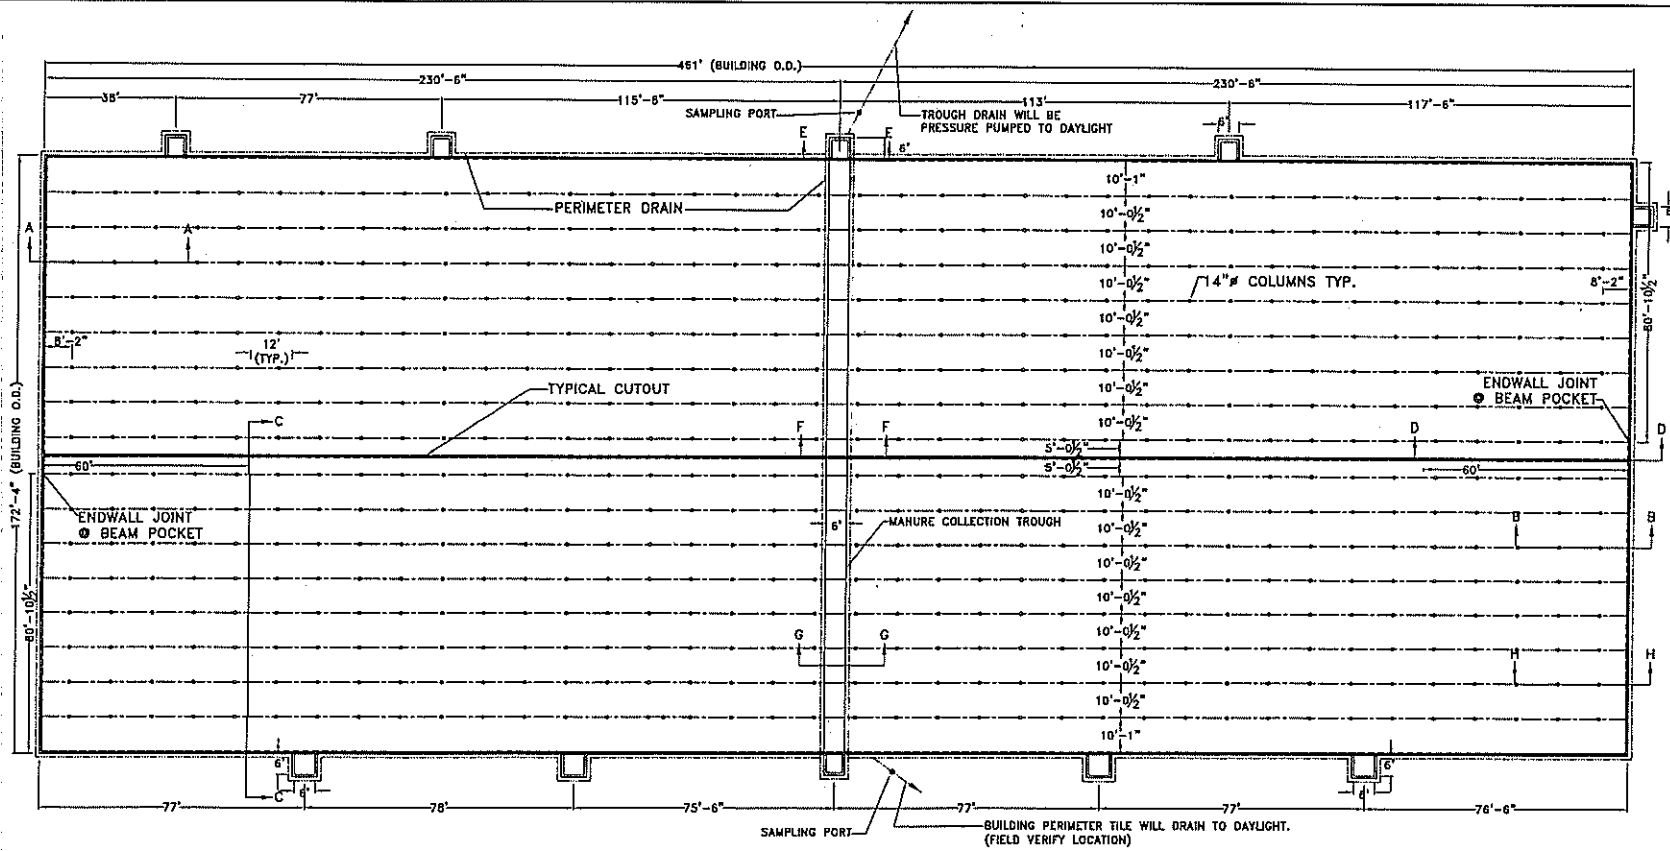 461' (BUILDING O.D.)
230'-6"
230'-6"
38'
77'
115'-6"
113'
117'-6"
SAMPLING PORT
TROUGH DRAIN WILL BE
PRESSURE PUMPED TO DAYLIGHT
E
E
6'
6'
PERIMETER DRAIN
10'-1"
10'-0½"
10'-0½"
10'-0½"
10'-0½"
10'-0½"
10'-0½"
10'-0½"
A
A
14"ø COLUMNS TYP.
8'-2"
80'-10½"
8'-2"
12'
(TYP.)
TYPICAL CUTOUT
ENDWALL JOINT
@ BEAM POCKET
C
F
F
D
D
5'-0½"
5'-0½"
60'
60'
172'-4" (BUILDING O.D.)
ENDWALL JOINT
@ BEAM POCKET
6'
MANURE COLLECTION TROUGH
B
B
10'-0½"
10'-0½"
10'-0½"
10'-0½"
10'-0½"
10'-0½"
10'-0½"
10'-1"
80'-10½"
G
G
H
H
6'
6'
C
6'
6'
77'
78'
75'-6"
77'
77'
76'-6"
SAMPLING PORT
BUILDING PERIMETER TILE WILL DRAIN TO DAYLIGHT.
(FIELD VERIFY LOCATION)